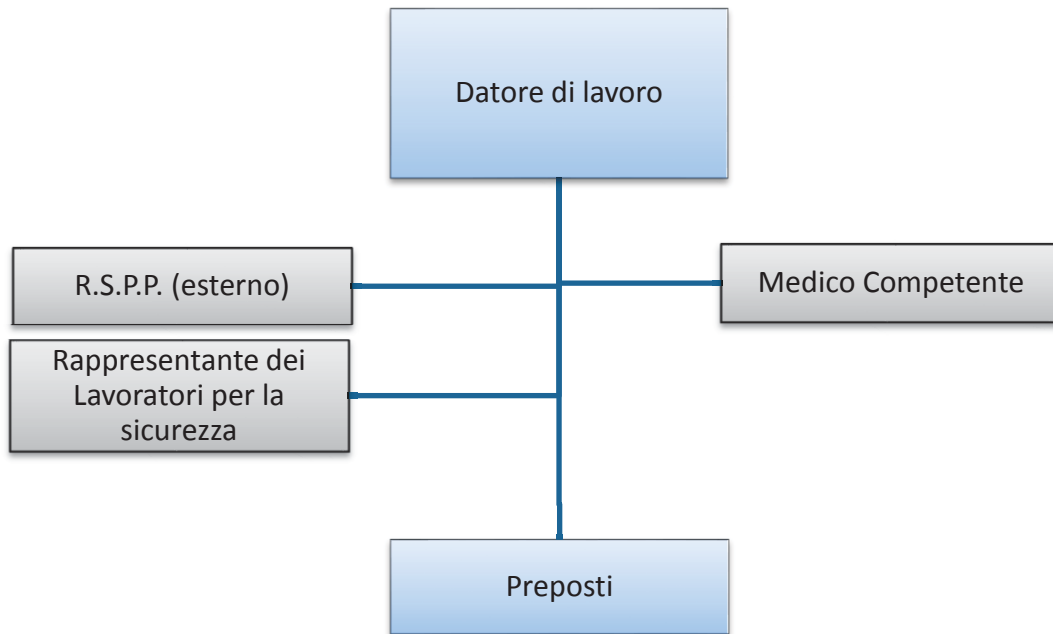 Datore di lavoro
R.S.P.P. (esterno)
Medico Competente
Rappresentante dei
Lavoratori per la
sicurezza
Preposti